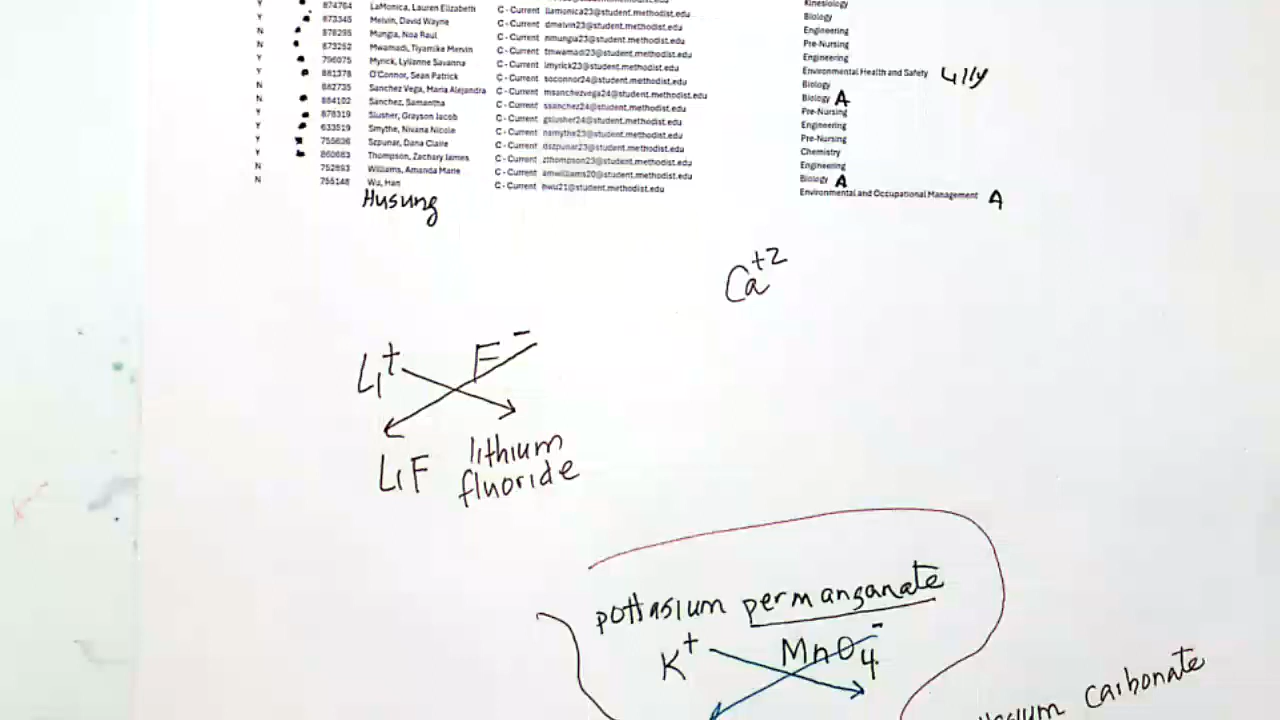 Y 874764 LaMonica, Lauren Elizabeth C - Current llamonica23@student.methodist.edu Kinesiology
Y 873345 Melvin, David Wayne C - Current dmelvin23@student.methodist.edu Biology
N 878295 Mungia, Noa Raul C - Current nmungia23@student.methodist.edu Engineering
N 873252 Mwamadi, Tiyamike Mervin C - Current tmwamadi23@student.methodist.edu Pre-Nursing
Y 796075 Myrick, Lylianne Savanna C - Current lmyrick23@student.methodist.edu Engineering
Y 881378 O'Connor, Sean Patrick C - Current soconnor24@student.methodist.edu Environmental Health and Safety Lilly
N 882735 Sanchez Vega, Maria Alejandra C - Current msanchezvega24@student.methodist.edu Biology
N 884102 Sanchez, Samantha C - Current ssanchez24@student.methodist.edu Biology A
Y 878319 Slusher, Grayson Jacob C - Current gslusher24@student.methodist.edu Pre-Nursing
Y 633519 Smythe, Nivana Nicole C - Current nsmythe23@student.methodist.edu Engineering
Y 755636 Szpunar, Dana Claire C - Current dszpunar23@student.methodist.edu Pre-Nursing
Y 860683 Thompson, Zachary James C - Current zthompson23@student.methodist.edu Chemistry
N 752893 Williams, Amanda Marie C - Current amwilliams20@student.methodist.edu Engineering
N 755148 Wu, Han C - Current hwu21@student.methodist.edu Biology A
Environmental and Occupational Management A
Husung
Ca+2
Li+ F-
LiF lithium
fluoride
pottasium permanganate
K+ MnO4-
carbonate